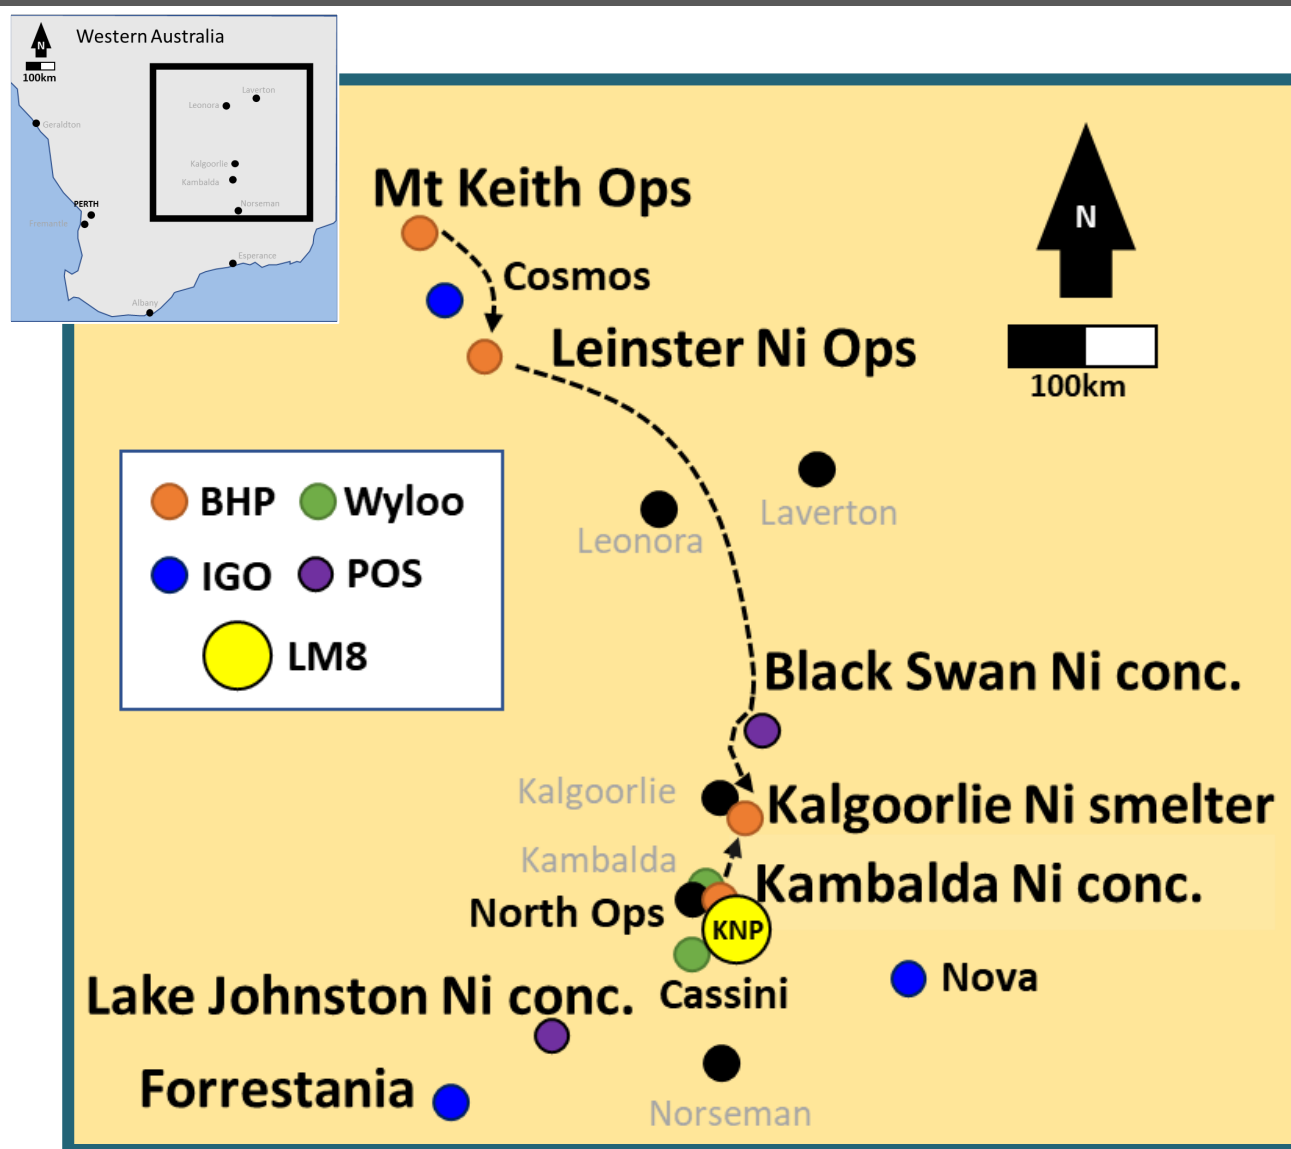 Western Australia
N
100km
Laverton
Leonora
Geraldton
Kalgoorlie
Kambalda
PERTH
Norseman
Fremantle
Esperance
Albany
Mt Keith Ops
N
Cosmos
Leinster Ni Ops
100km
BHP Wyloo
IGO POS
LM8
Laverton
Leonora
Black Swan Ni conc.
Kalgoorlie
Kalgoorlie Ni smelter
Kambalda
Kambalda Ni conc.
North Ops
KNP
Nova
Lake Johnston Ni conc.
Cassini
Forrestania
Norseman